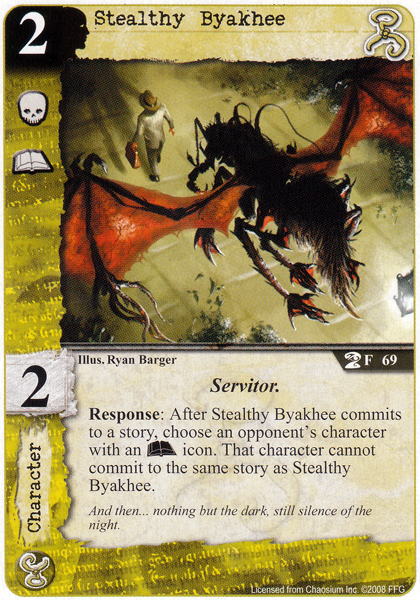 2
Stealthy Byakhee
Illus. Ryan Barger
F 69
2
Servitor.
Response: After Stealthy Byakhee commits
to a story, choose an opponent's character
with an icon. That character cannot
commit to the same story as Stealthy
Byakhee.
And then... nothing but the dark, still silence of the
night.
Character
Licensed from Chaosium Inc. ©2008 FFG